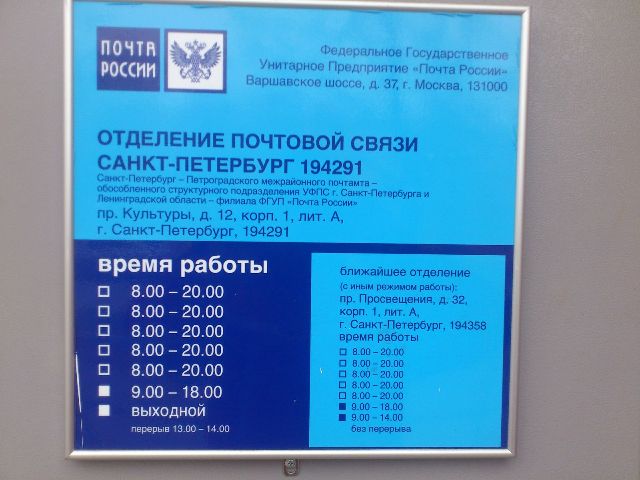 ПОЧТА
РОССИИ
Федеральное Государственное
Унитарное Предприятие «Почта России»
Варшавское шоссе, д. 37, г. Москва, 131000
ОТДЕЛЕНИЕ ПОЧТОВОЙ СВЯЗИ
САНКТ-ПЕТЕРБУРГ 194291
Санкт-Петербург – Петроградского межрайонного почтамта –
обособленного структурного подразделения УФПС г. Санкт-Петербурга и
Ленинградской области – филиала ФГУП «Почта России»
пр. Культуры, д. 12, корп. 1, лит. А,
г. Санкт-Петербург, 194291
время работы
8.00 – 20.00
8.00 – 20.00
8.00 – 20.00
8.00 – 20.00
8.00 – 20.00
9.00 – 18.00
выходной
перерыв 13.00 – 14.00
ближайшее отделение
(с иным режимом работы):
пр. Просвещения, д. 32,
корп. 1, лит. А,
г. Санкт-Петербург, 194358
время работы
8.00 – 20.00
8.00 – 20.00
8.00 – 20.00
8.00 – 20.00
8.00 – 20.00
9.00 – 18.00
9.00 – 14.00
без перерыва